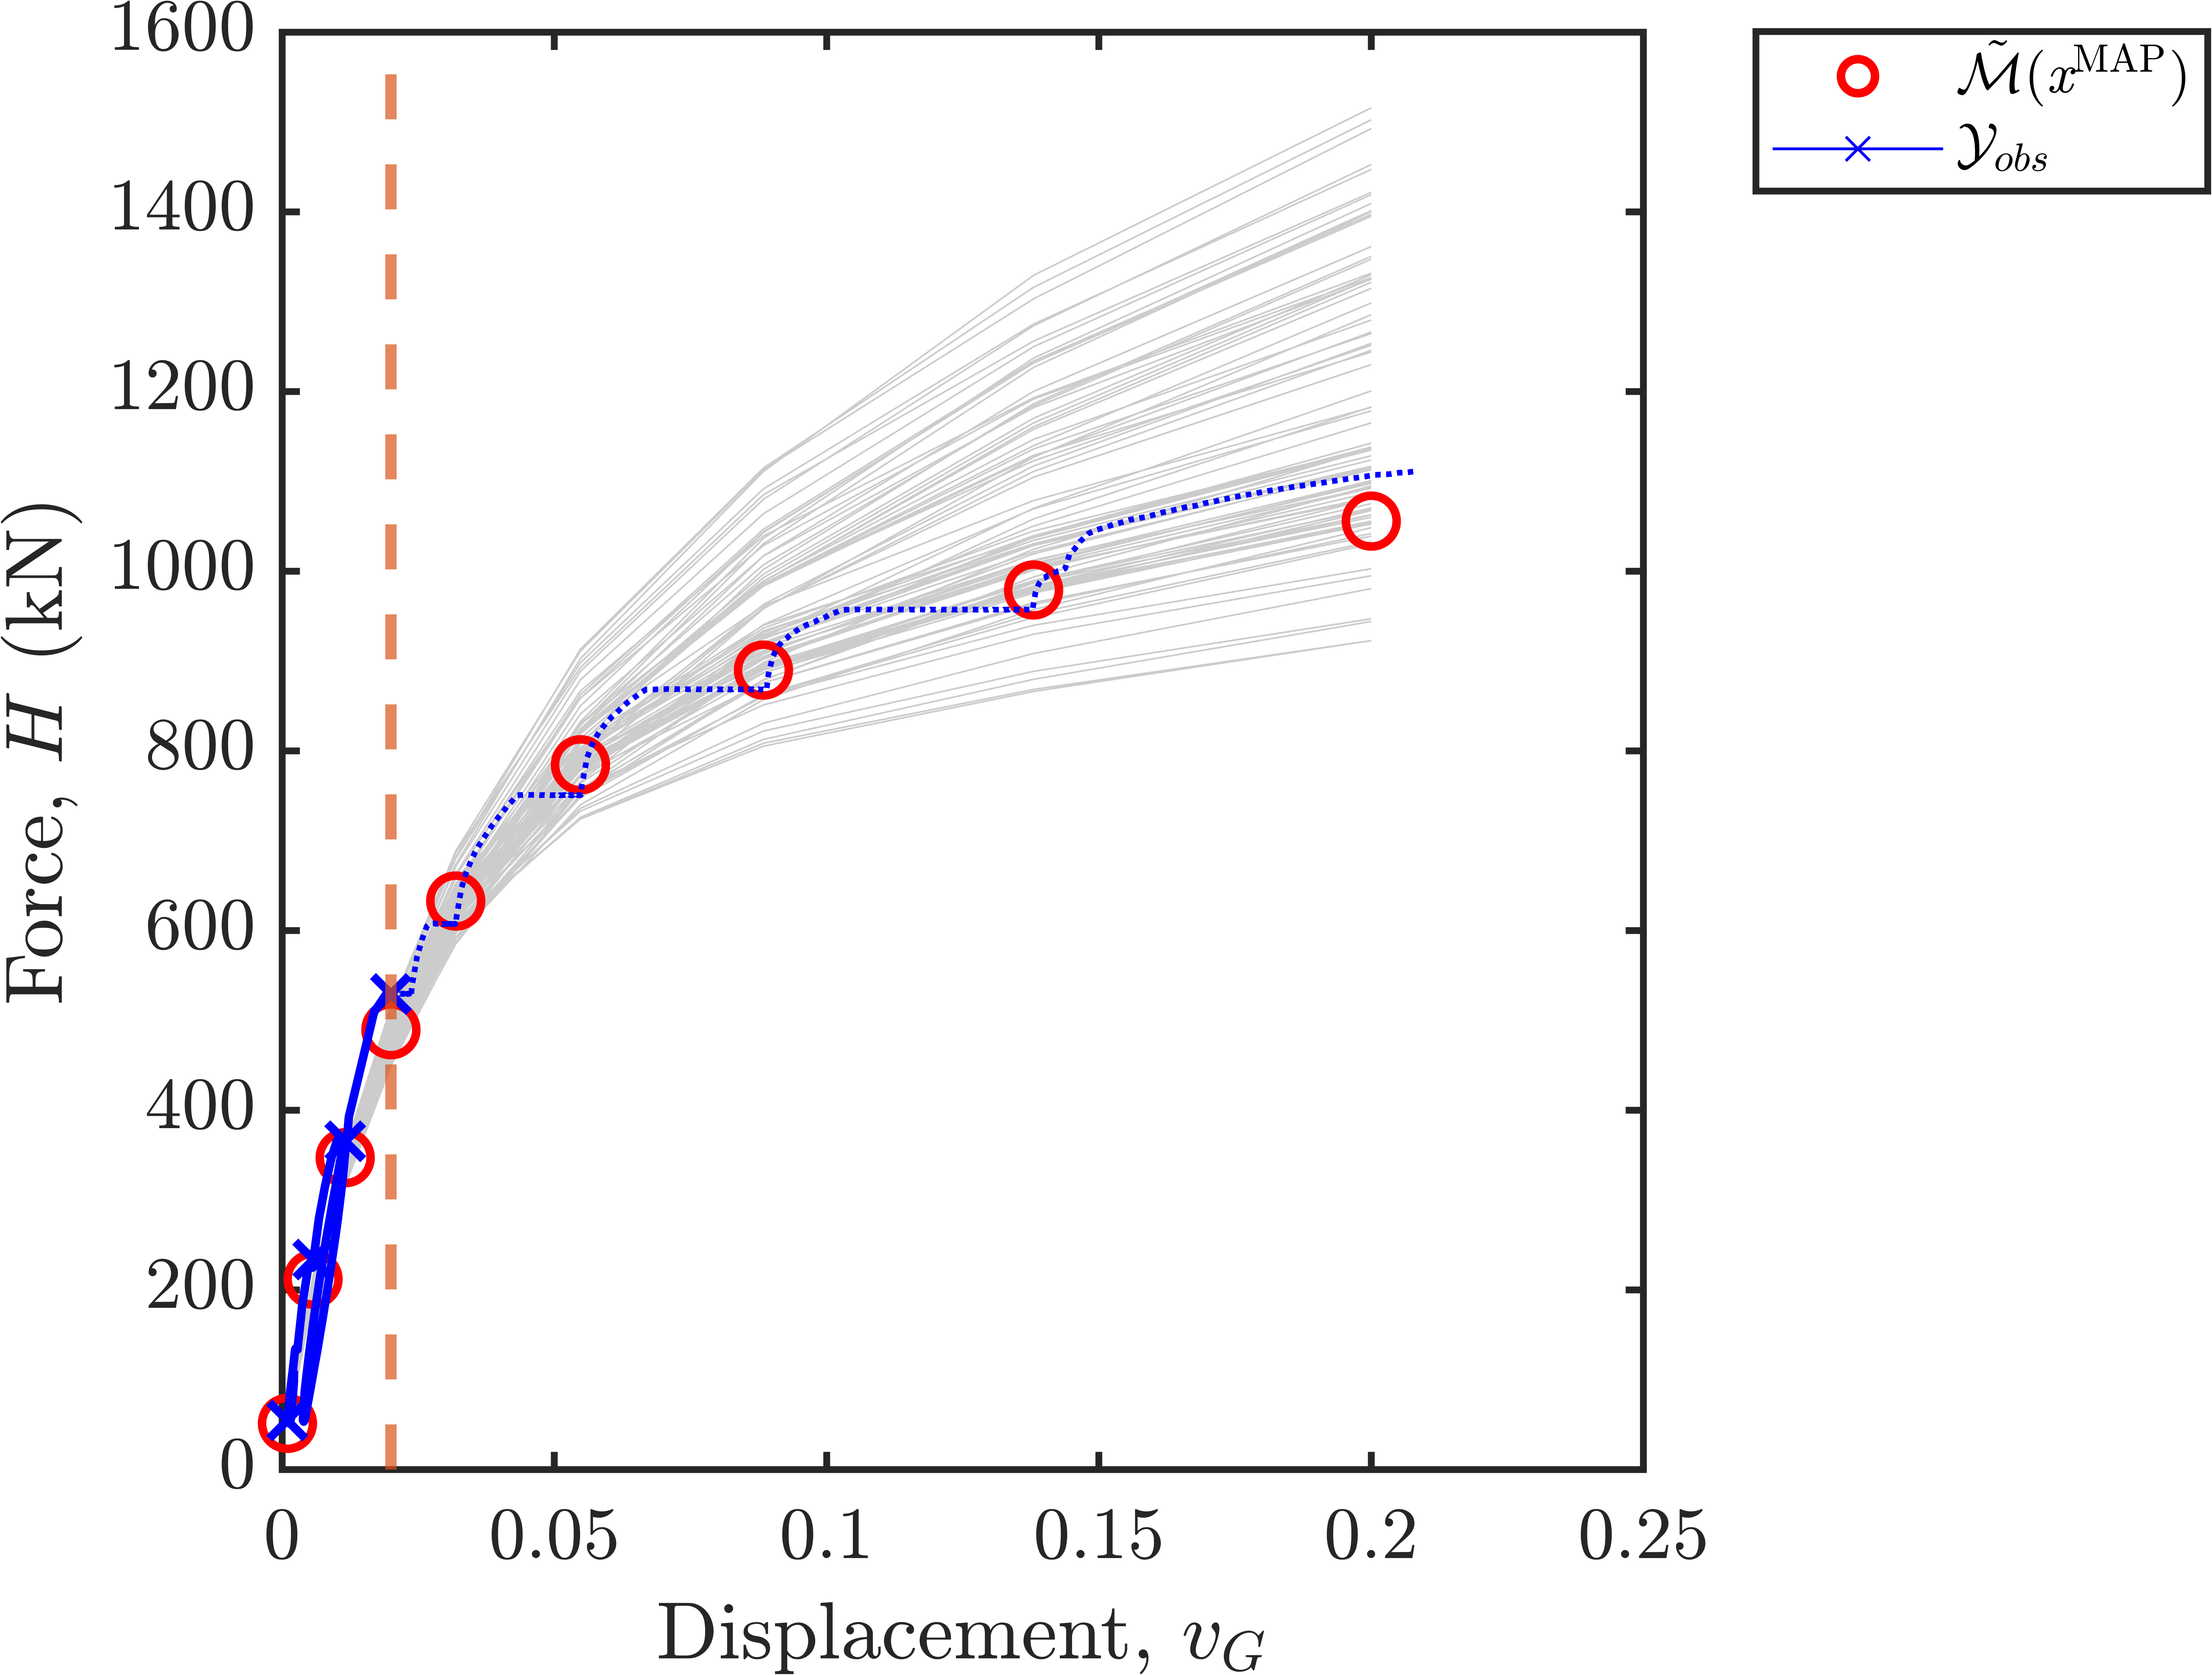 1600
1400
1200
1000
800
600
400
200
0
Force, H (kN)
0 0.05 0.1 0.15 0.2 0.25
Displacement, v_G
ℳ̃(x^MAP)
𝒴_obs